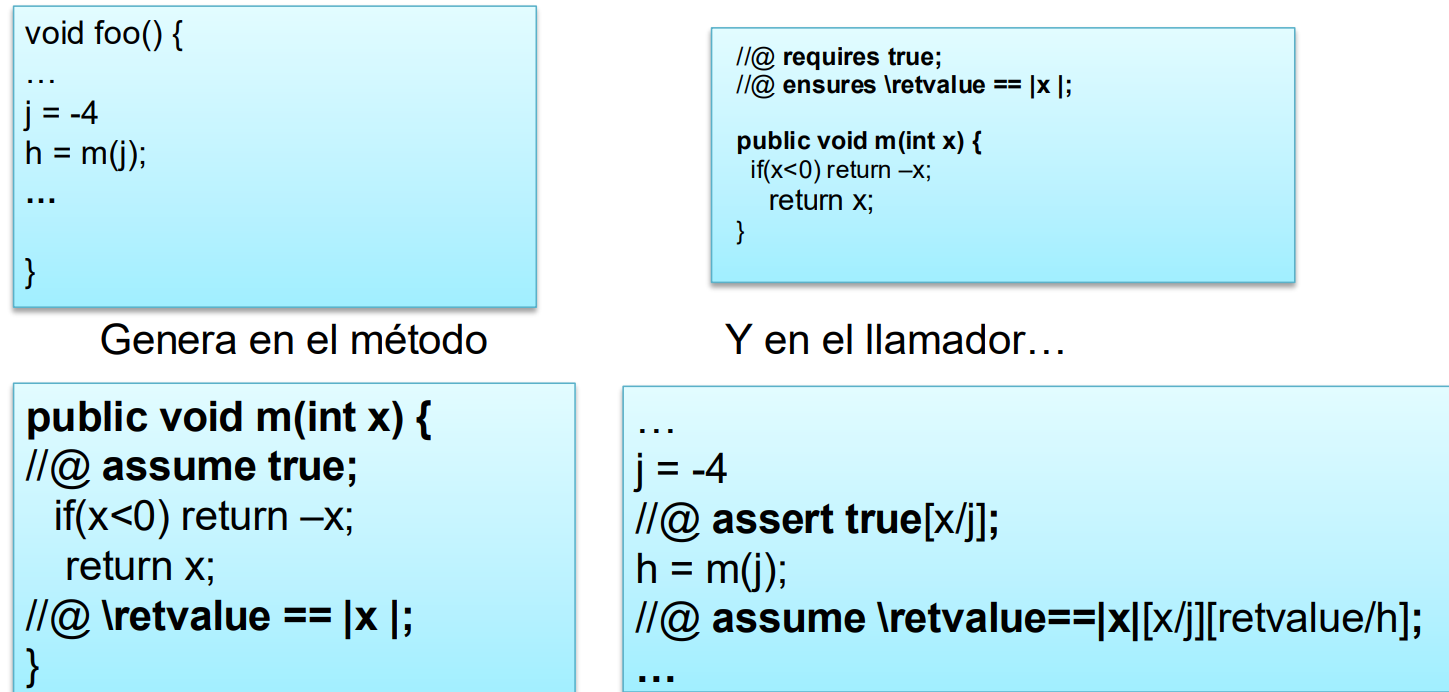 void foo() {
…
j = -4
h = m(j);
…
}
//@ requires true;
//@ ensures \retvalue == |x |;
public void m(int x) {
if(x<0) return –x;
return x;
}
Genera en el método
Y en el llamador…
public void m(int x) {
//@ assume true;
if(x<0) return –x;
return x;
//@ \retvalue == |x |;
}
…
j = -4
//@ assert true[x/j];
h = m(j);
//@ assume \retvalue==|x|[x/j][retvalue/h];
…